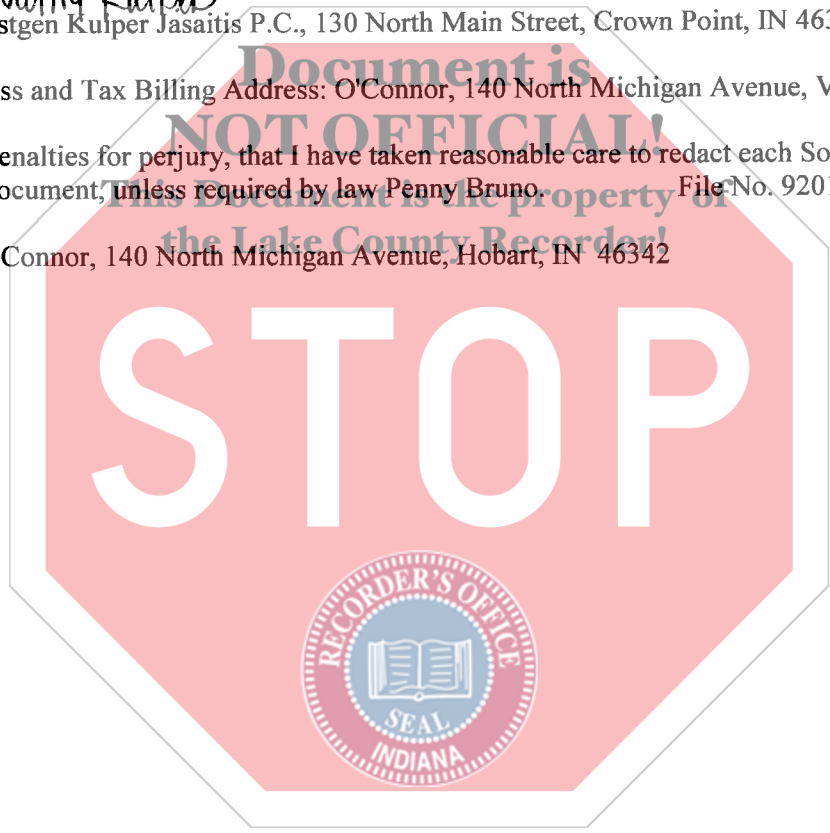 stgen Kuiper Jasaitis P.C., 130 North Main Street, Crown Point, IN 463
Document is
ss and Tax Billing Address: O'Connor, 140 North Michigan Avenue, V
NOT OFFICIAL!
enalties for perjury, that I have taken reasonable care to redact each So
ocument, unless required by law Penny Bruno. File No. 9201
This Document is the property of
the Lake County Recorder!
Connor, 140 North Michigan Avenue, Hobart, IN 46342
STOP
RECORDER'S OFFICE
SEAL
INDIANA